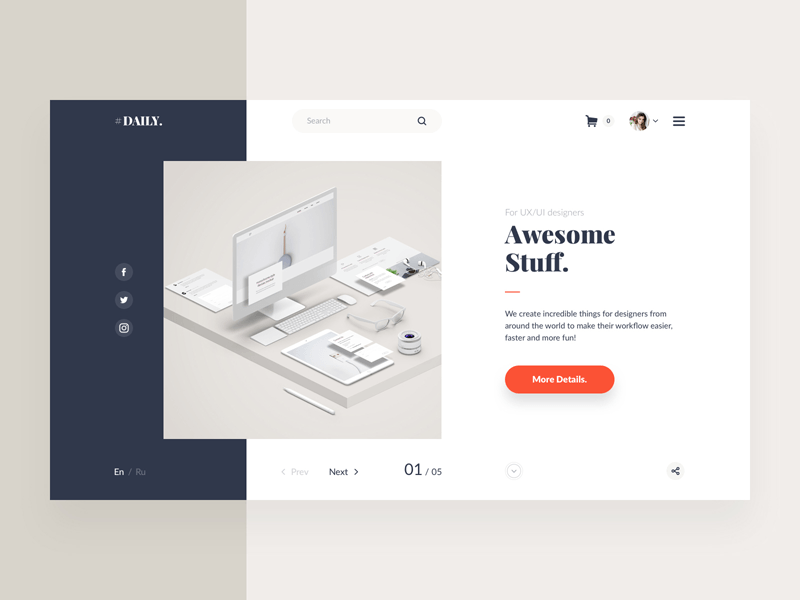 #DAILY.
Search
0
For UX/UI designers
Awesome
Stuff.
We create incredible things for designers from
around the world to make their workflow easier,
faster and more fun!
More Details.
En / Ru
Prev
Next
01 / 05